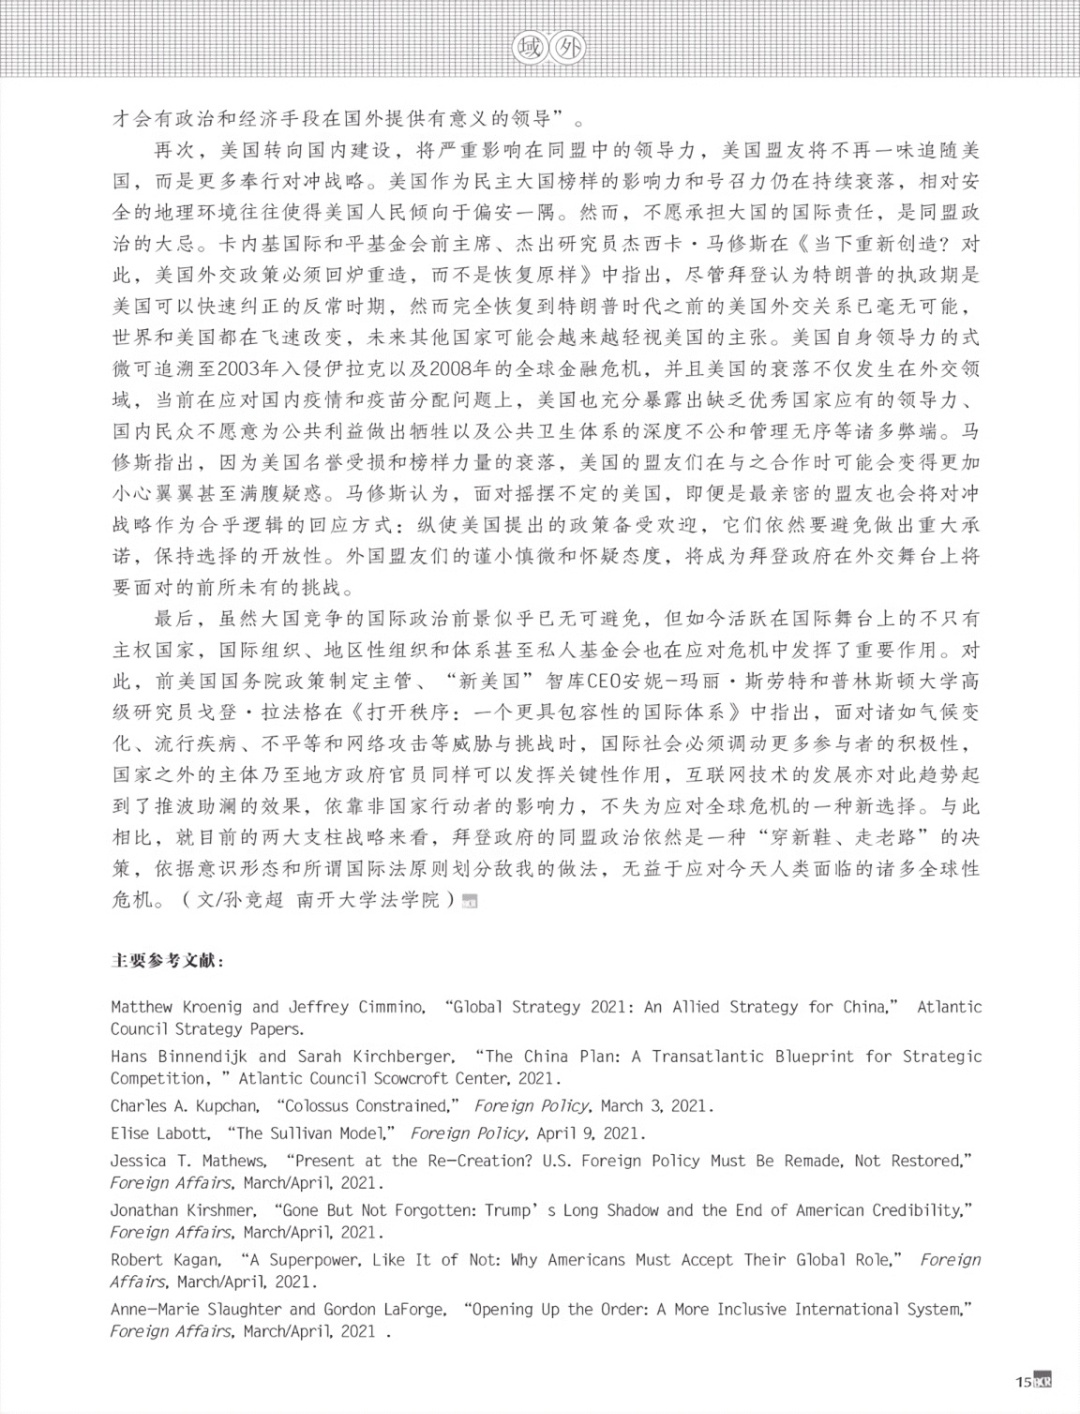 域外
才会有政治和经济手段在国外提供有意义的领导”。
再次，美国转向国内建设，将严重影响在同盟中的领导力，美国盟友将不再一味追随美
国，而是更多奉行对冲战略。美国作为民主大国榜样的影响力和号召力仍在持续衰落，相对安
全的地理环境往往使得美国人民倾向于偏安一隅。然而，不愿承担大国的国际责任，是同盟政
治的大忌。卡内基国际和平基金会前主席、杰出研究员杰西卡·马修斯在《当下重新创造？对
此，美国外交政策必须回炉重造，而不是恢复原样》中指出，尽管拜登认为特朗普的执政期是
美国可以快速纠正的反常时期，然而完全恢复到特朗普时代之前的美国外交关系已毫无可能，
世界和美国都在飞速改变，未来其他国家可能会越来越轻视美国的主张。美国自身领导力的式
微可追溯至2003年入侵伊拉克以及2008年的全球金融危机，并且美国的衰落不仅发生在外交领
域，当前在应对国内疫情和疫苗分配问题上，美国也充分暴露出缺乏优秀国家应有的领导力、
国内民众不愿意为公共利益做出牺牲以及公共卫生体系的深度不公和管理无序等诸多弊端。马
修斯指出，因为美国名誉受损和榜样力量的衰落，美国的盟友们在与之合作时可能会变得更加
小心翼翼甚至满腹疑惑。马修斯认为，面对摇摆不定的美国，即便是最亲密的盟友也会将对冲
战略作为合乎逻辑的回应方式：纵使美国提出的政策备受欢迎，它们依然要避免做出重大承
诺，保持选择的开放性。外国盟友们的谨小慎微和怀疑态度，将成为拜登政府在外交舞台上将
要面对的前所未有的挑战。
最后，虽然大国竞争的国际政治前景似乎已无可避免，但如今活跃在国际舞台上的不只有
主权国家，国际组织、地区性组织和体系甚至私人基金会也在应对危机中发挥了重要作用。对
此，前美国国务院政策制定主管、“新美国”智库CEO安妮-玛丽·斯劳特和普林斯顿大学高
级研究员戈登·拉法格在《打开秩序：一个更具包容性的国际体系》中指出，面对诸如气候变
化、流行疾病、不平等和网络攻击等威胁与挑战时，国际社会必须调动更多参与者的积极性，
国家之外的主体乃至地方政府官员同样可以发挥关键性作用，互联网技术的发展亦对此趋势起
到了推波助澜的效果，依靠非国家行动者的影响力，不失为应对全球危机的一种新选择。与此
相比，就目前的两大支柱战略来看，拜登政府的同盟政治依然是一种“穿新鞋、走老路”的决
策，依据意识形态和所谓国际法原则划分敌我的做法，无益于应对今天人类面临的诸多全球性
危机。（文/孙竞超 南开大学法学院）
主要参考文献：
Matthew Kroenig and Jeffrey Cimmino, “Global Strategy 2021: An Allied Strategy for China,” Atlantic
Council Strategy Papers.
Hans Binnendijk and Sarah Kirchberger, “The China Plan: A Transatlantic Blueprint for Strategic
Competition, ” Atlantic Council Scowcroft Center, 2021.
Charles A. Kupchan, “Colossus Constrained,” Foreign Policy, March 3, 2021.
Elise Labott, “The Sullivan Model,” Foreign Policy, April 9, 2021.
Jessica T. Mathews, “Present at the Re-Creation? U.S. Foreign Policy Must Be Remade, Not Restored,”
Foreign Affairs, March/April, 2021.
Jonathan Kirshmer, “Gone But Not Forgotten: Trump’s Long Shadow and the End of American Credibility,”
Foreign Affairs, March/April, 2021.
Robert Kagan, “A Superpower, Like It of Not: Why Americans Must Accept Their Global Role,” Foreign
Affairs, March/April, 2021.
Anne-Marie Slaughter and Gordon LaForge, “Opening Up the Order: A More Inclusive International System,”
Foreign Affairs, March/April, 2021 .
15